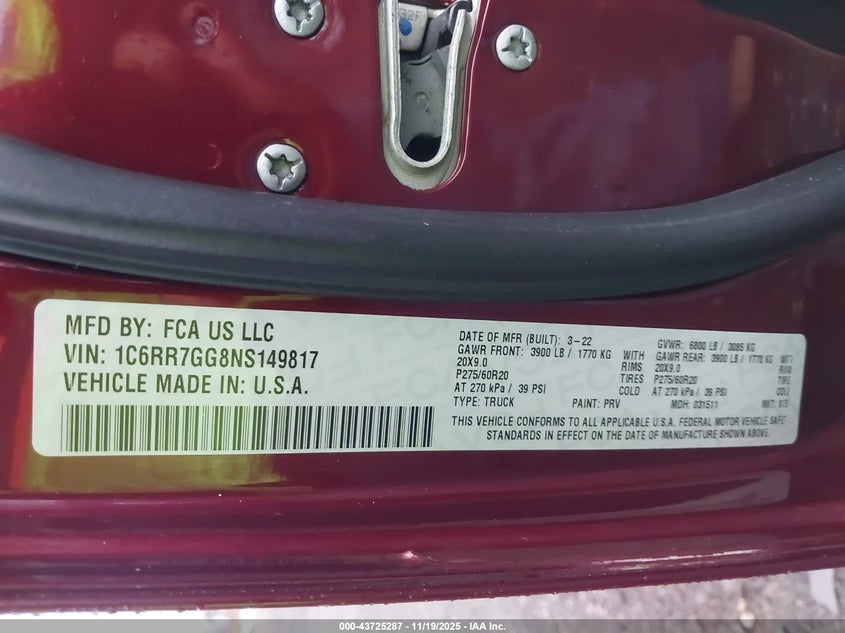 MFD BY: FCA US LLC
VIN: 1C6RR7GG8NS149817
VEHICLE MADE IN: U.S.A.
DATE OF MFR (BUILT): 3-22 GVWR: 6800 LB / 3085 KG
GAWR FRONT: 3900 LB / 1770 KG WITH GAWR REAR: 3900 LB / 1770 KG
20X9.0 RIMS 20X9.0
P275/60R20 TIRES P275/60R20
AT 270 kPa / 39 PSI COLD AT 270 kPa / 39 PSI
TYPE: TRUCK PAINT: PRV MDH: 031511 MKT:
THIS VEHICLE CONFORMS TO ALL APPLICABLE U.S.A. FEDERAL MOTOR VEHICLE SAFETY
STANDARDS IN EFFECT ON THE DATE OF MANUFACTURE SHOWN ABOVE.
000-43725287 - 11/19/2025 - IAA Inc.